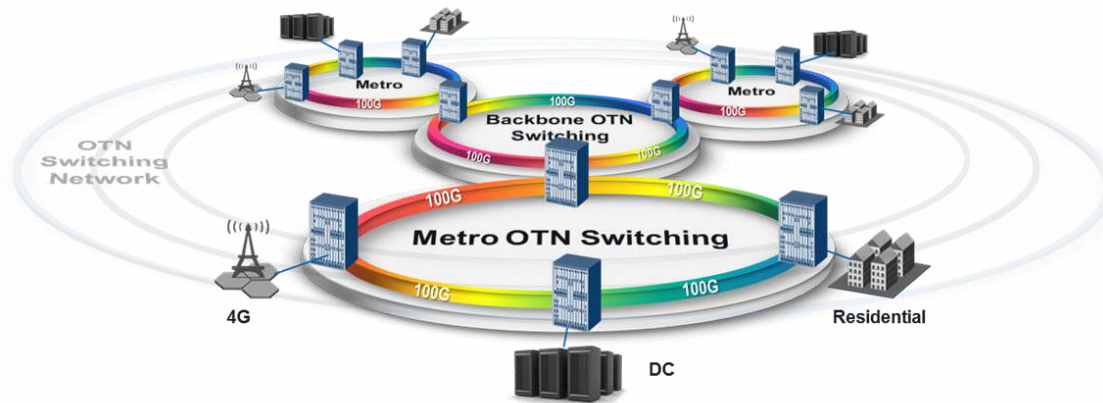 Metro
100G
Metro
100G
100G
Backbone OTN
Switching
100G
100G
OTN
Switching
Network
100G
100G
Metro OTN Switching
100G
100G
4G
Residential
DC